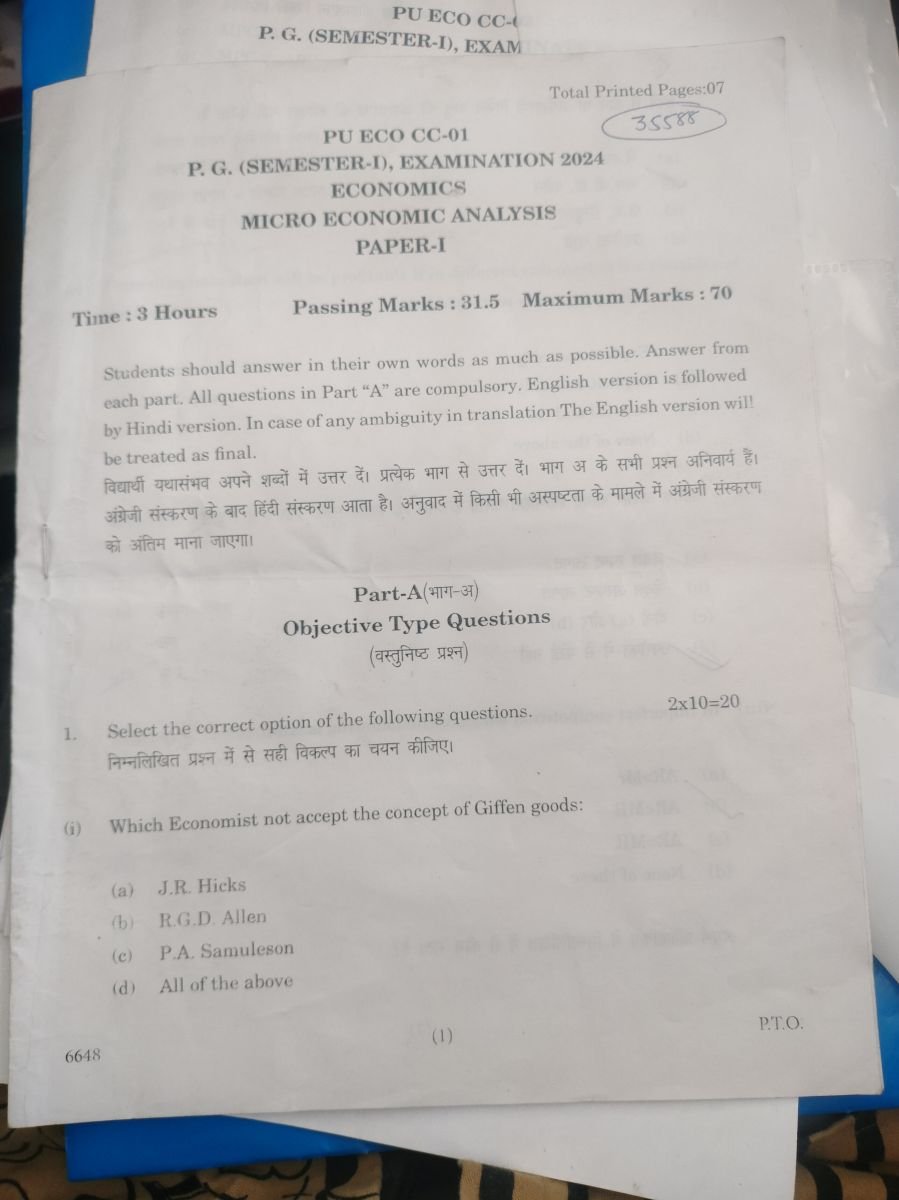 PU ECO CC-
P. G. (SEMESTER-I), EXAM
Total Printed Pages:07
35588
PU ECO CC-01
P. G. (SEMESTER-I), EXAMINATION 2024
ECONOMICS
MICRO ECONOMIC ANALYSIS
PAPER-I
Time : 3 Hours Passing Marks : 31.5 Maximum Marks : 70
Students should answer in their own words as much as possible. Answer from
each part. All questions in Part “A” are compulsory. English version is followed
by Hindi version. In case of any ambiguity in translation The English version will
be treated as final.
विद्यार्थी यथासंभव अपने शब्दों में उत्तर दें। प्रत्येक भाग से उत्तर दें। भाग अ के सभी प्रश्न अनिवार्य हैं।
अंग्रेजी संस्करण के बाद हिंदी संस्करण आता है। अनुवाद में किसी भी अस्पष्टता के मामले में अंग्रेजी संस्करण
को अंतिम माना जाएगा।
Part-A(भाग-अ)
Objective Type Questions
(वस्तुनिष्ठ प्रश्न)
1. Select the correct option of the following questions. 2x10=20
निम्नलिखित प्रश्न में से सही विकल्प का चयन कीजिए।
(i) Which Economist not accept the concept of Giffen goods:
(a) J.R. Hicks
(b) R.G.D. Allen
(c) P.A. Samuleson
(d) All of the above
(1)
P.T.O.
6648